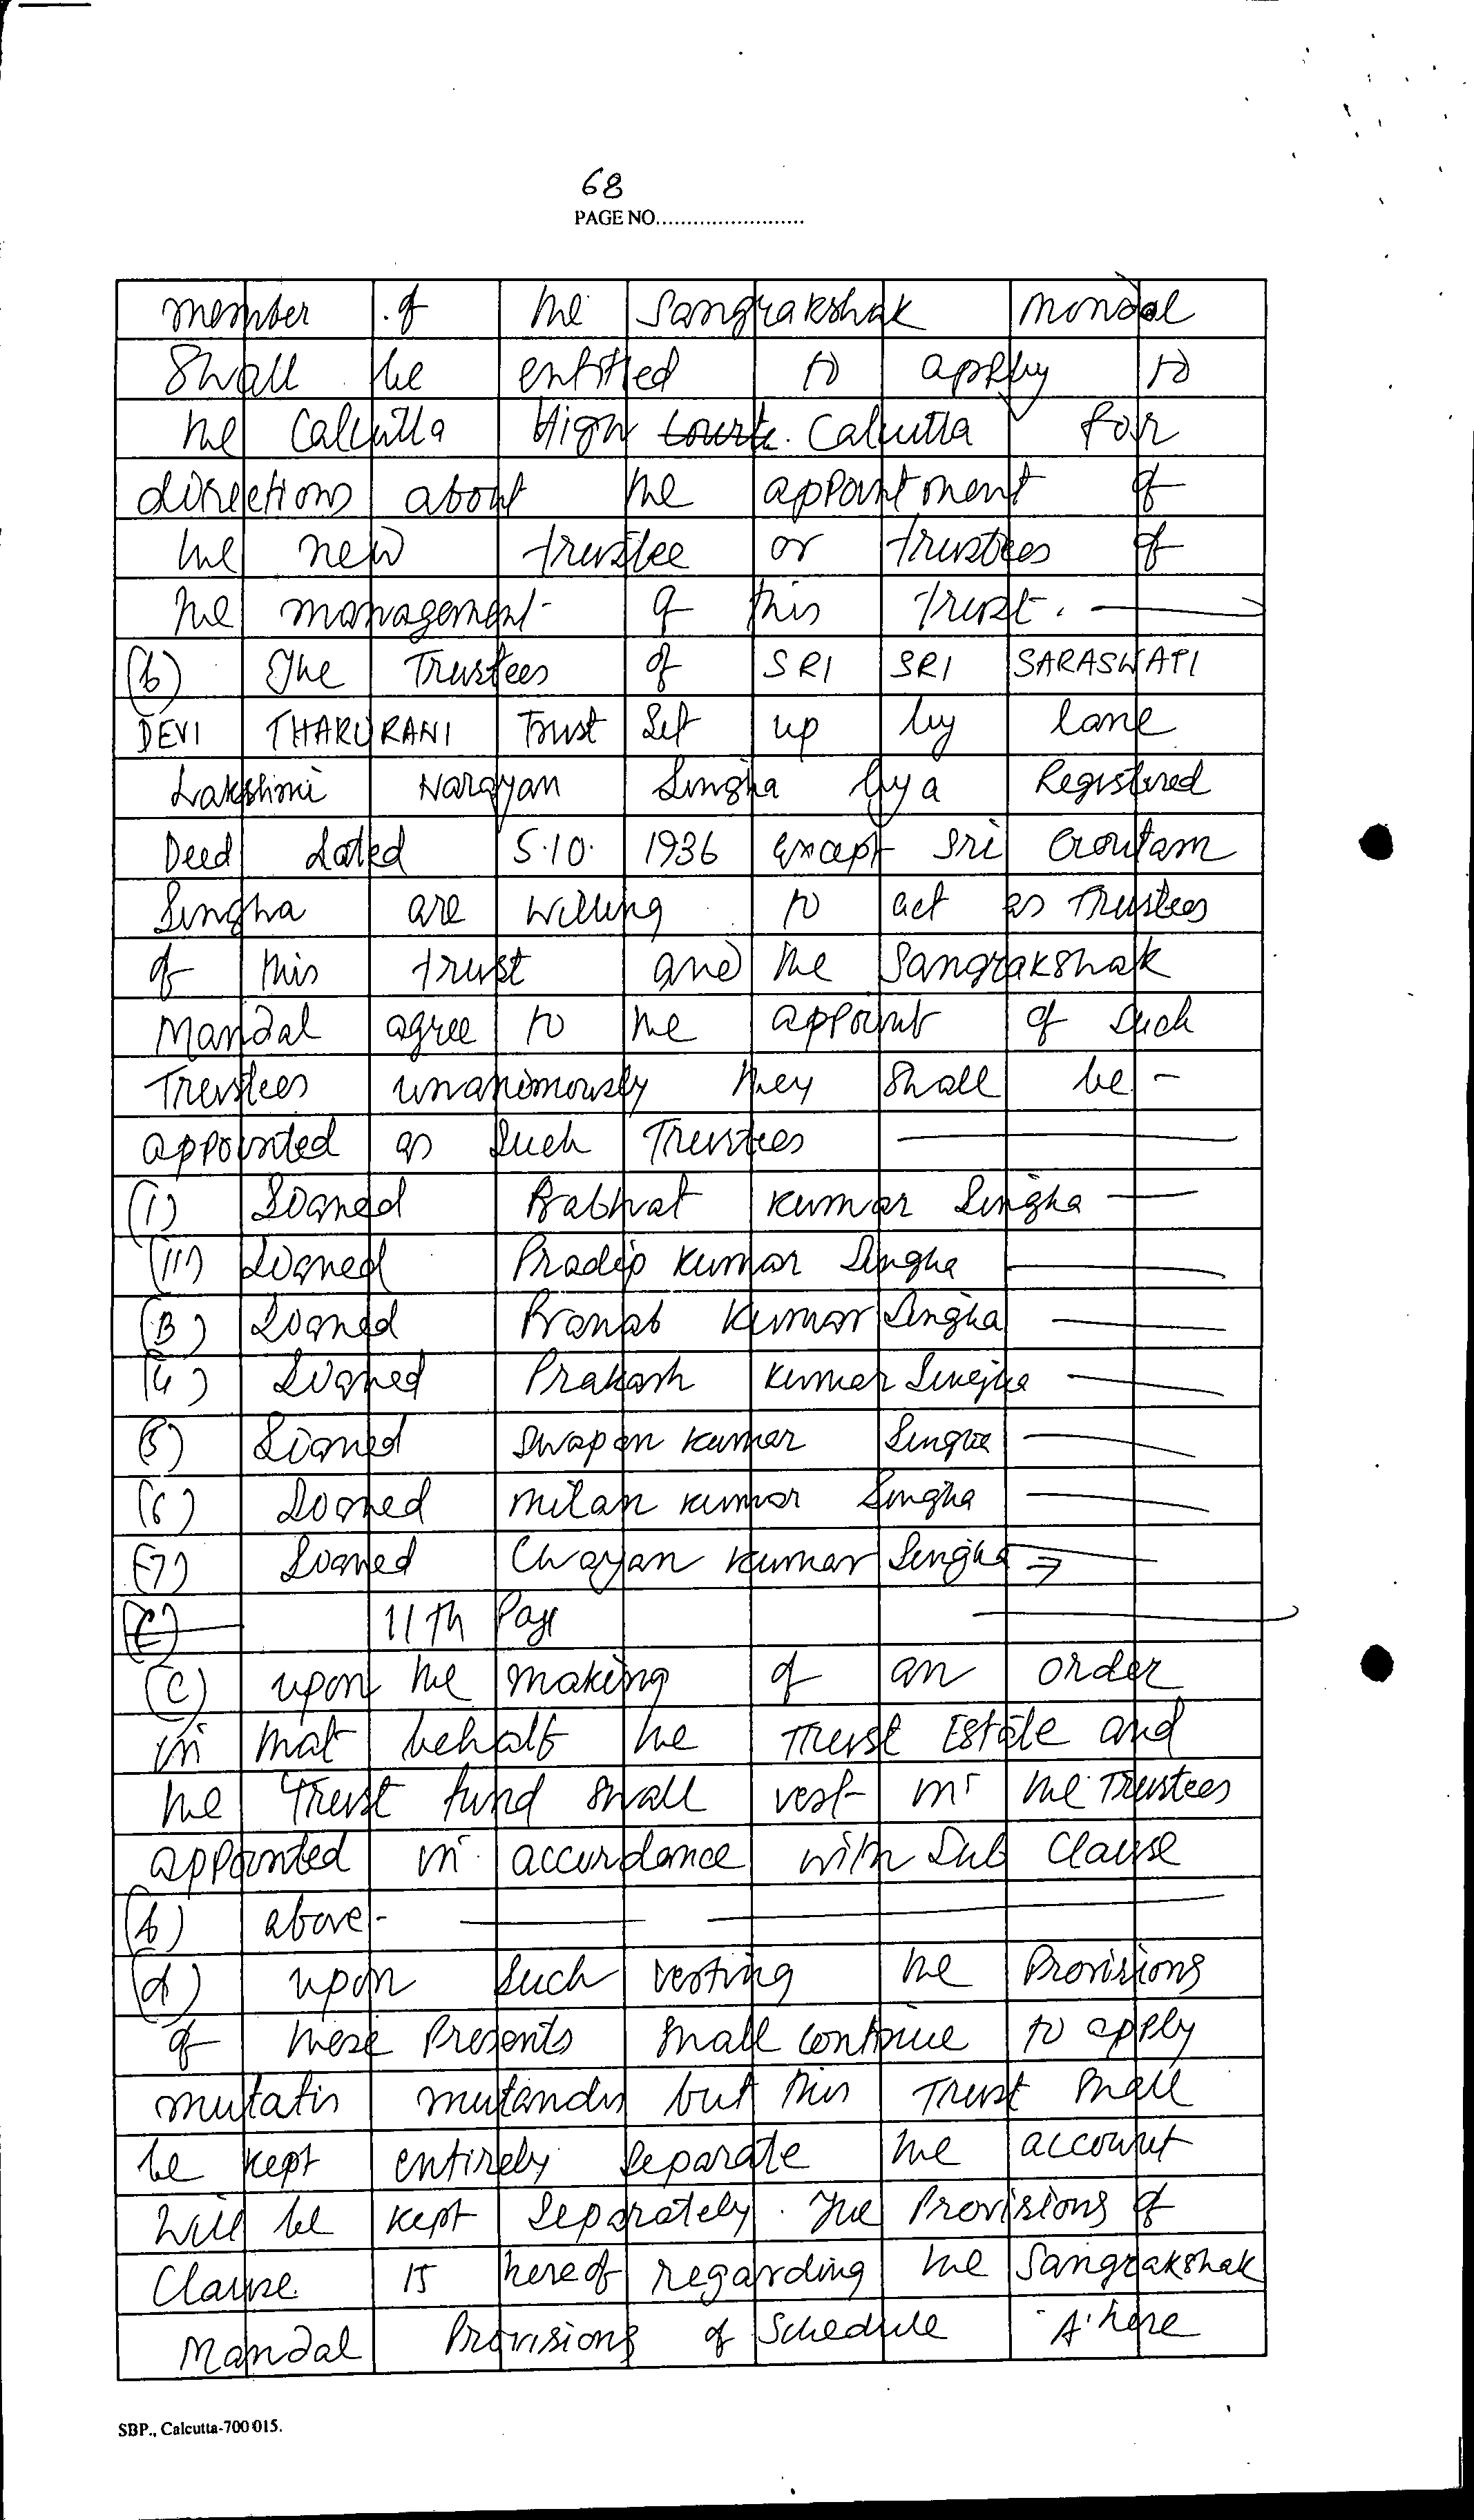 68
PAGE NO.........................
member of the Sangrakshak Mondal
Shall be entitled to apply to
the Calcutta High Court. Calcutta for
directions about the appointment of
the new trustee or trustees of
the management of this trust.
(b) The Trustees of SRI SRI SARASWATI
DEVI THAKURANI Trust Set up by lane
Lakshmi Narayan Singha by a Registered
Deed dated 5.10. 1936 except Sri Goutam
Singha are willing to act as Trustees
of this trust and the Sangrakshak
Mandal agree to the appoint of such
Trustees unanimously they shall be -
appointed as such Trustees
(1) Signed Prabhat Kumar Singha
(11) Signed Pradip Kumar Singha
(3) Signed Pranab Kumar Singha
(4) Signed Prakash Kumar Singha
(5) Signed Swapan Kumar Singha
(6) Signed Milan Kumar Singha
(7) Signed Chayan Kumar Singha
(C) 11Th Page
(C) upon the making of an order
in that behalf the Trust Estate and
the Trust fund shall vest in the Trustees
appointed in accordance with Sub Clause
(b) above-
(d) upon such vesting the Provisions
of these Presents shall continue to apply
mutatis mutandis but this Trust shall
be kept entirely separate the account
will be kept separately. The Provisions of
Clause 15 hereof regarding the Sangrakshak
Mandal Provisions of Schedule 'A' here
SBP., Calcutta-700 015.